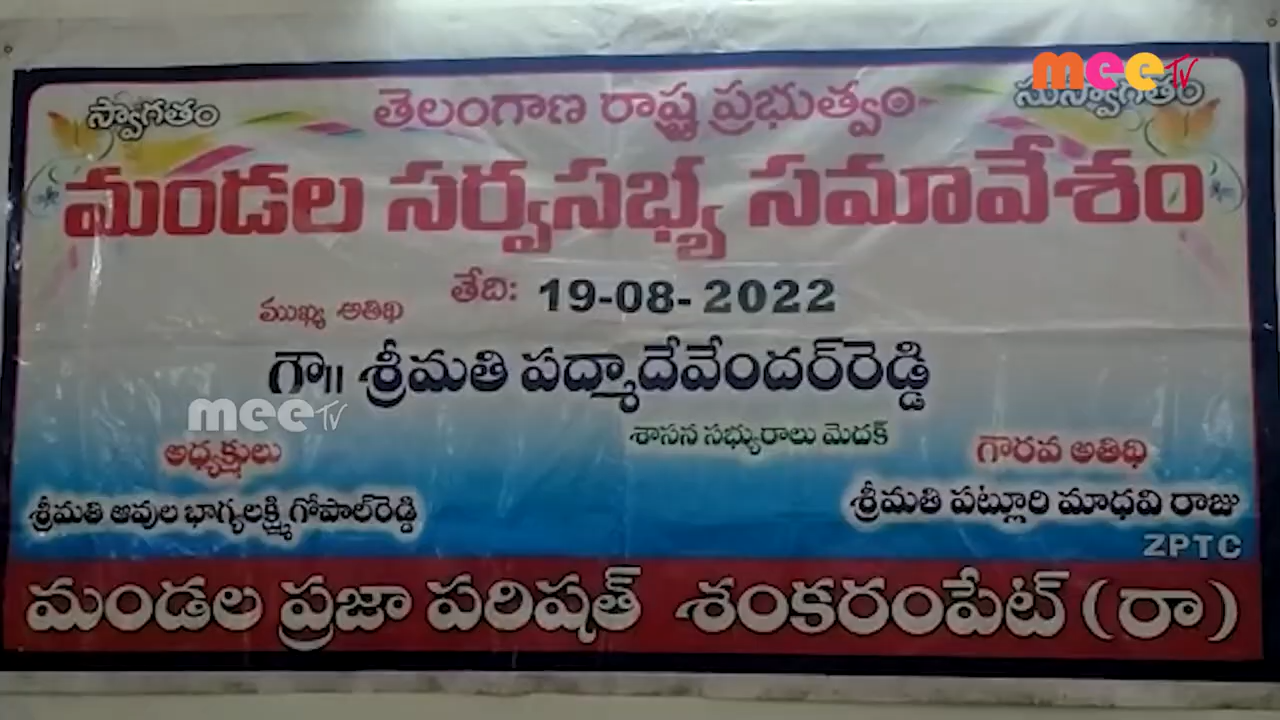 mee TV
స్వాగతం
సుస్వాగతం
తెలంగాణ రాష్ట్ర ప్రభుత్వం
మండల సర్వసభ్య సమావేశం
తేది: 19-08-2022
ముఖ్య అతిథి
గౌ|| శ్రీమతి పద్మాదేవేందర్‌రెడ్డి
mee TV
శాసన సభ్యురాలు మెదక్
అధ్యక్షులు
గౌరవ అతిథి
శ్రీమతి ఆవుల భాగ్యలక్ష్మిగోపాల్‌రెడ్డి
శ్రీమతి పట్లూరి మాధవి రాజు
ZPTC
మండల ప్రజా పరిషత్ శంకరంపేట్ (రా)